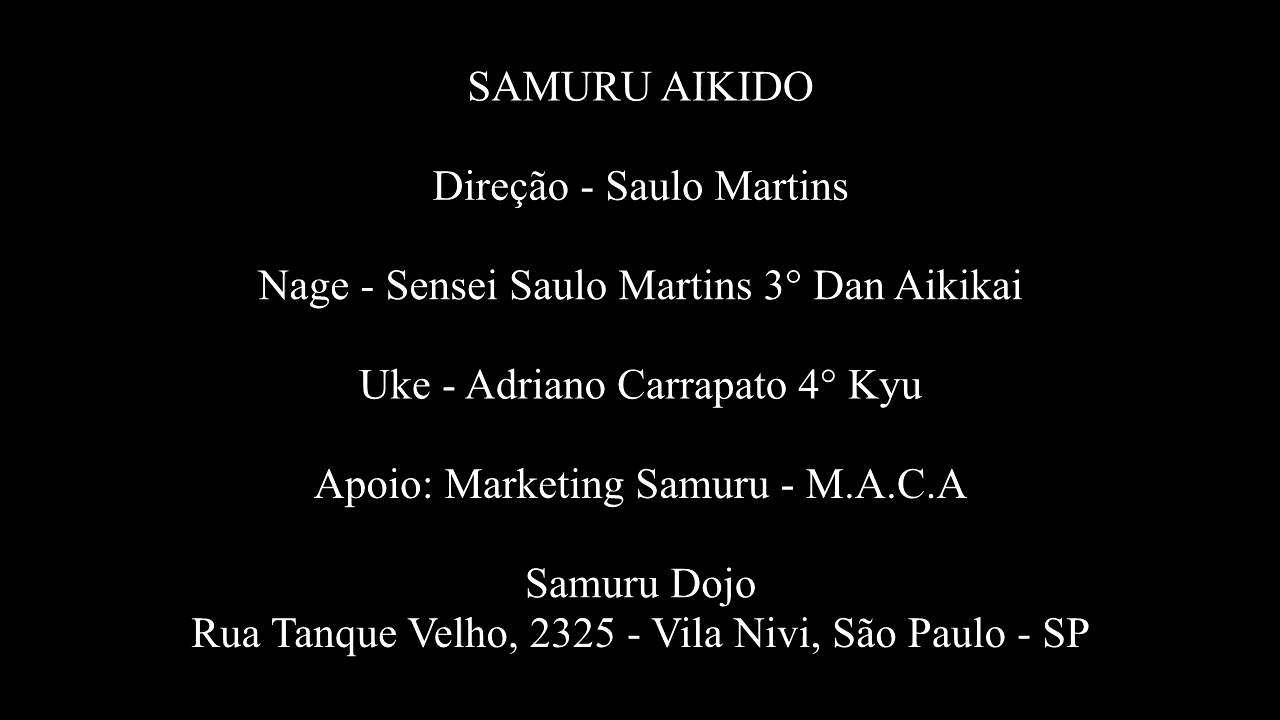 SAMURU AIKIDO
Direção - Saulo Martins
Nage - Sensei Saulo Martins 3° Dan Aikikai
Uke - Adriano Carrapato 4° Kyu
Apoio: Marketing Samuru - M.A.C.A
Samuru Dojo
Rua Tanque Velho, 2325 - Vila Nivi, São Paulo - SP